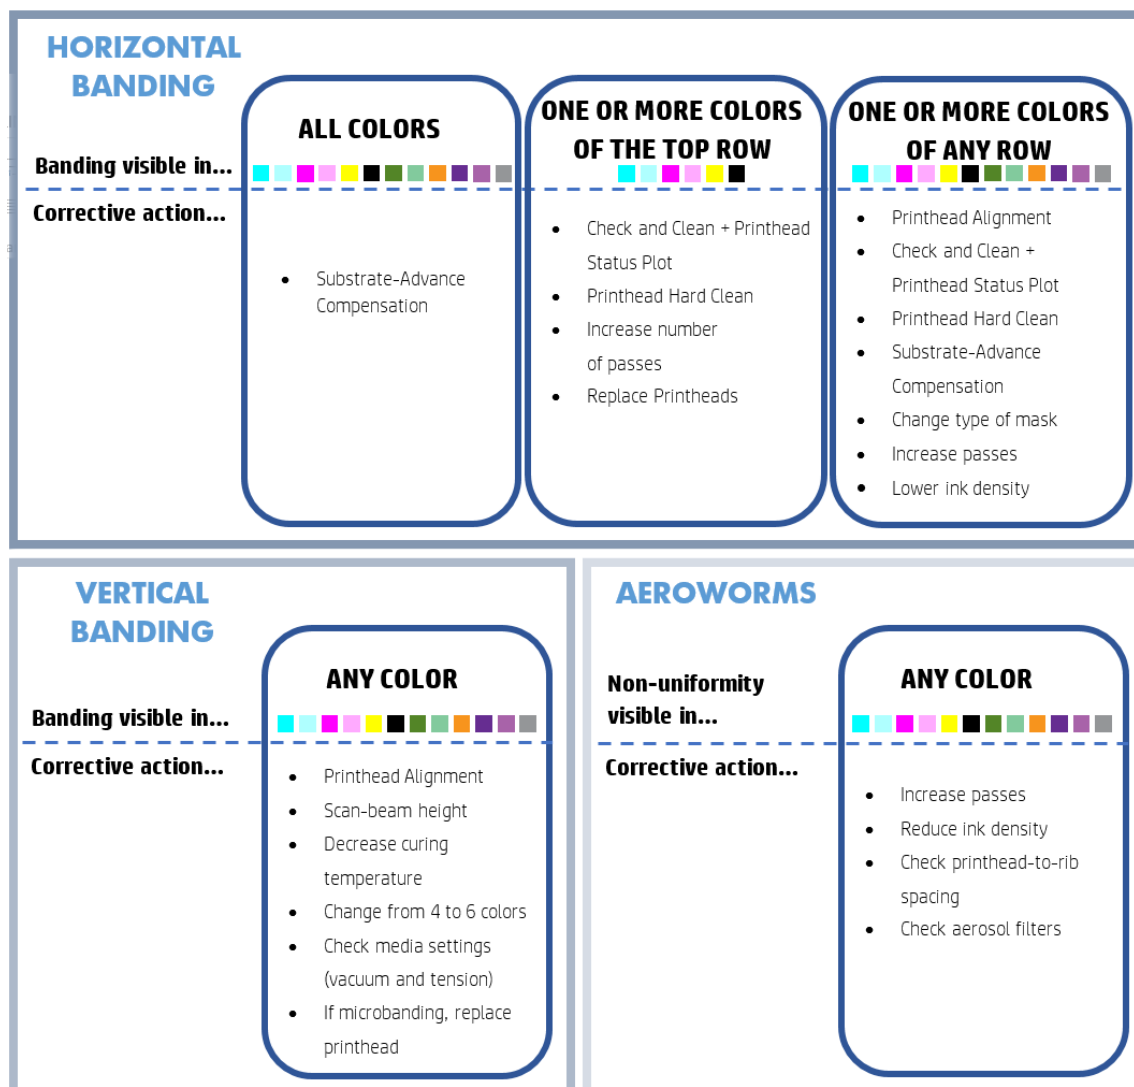 HORIZONTAL
BANDING
Banding visible in...
Corrective action...
ALL COLORS
• Substrate-Advance
Compensation
ONE OR MORE COLORS
OF THE TOP ROW
• Check and Clean + Printhead
Status Plot
• Printhead Hard Clean
• Increase number
of passes
• Replace Printheads
ONE OR MORE COLORS
OF ANY ROW
• Printhead Alignment
• Check and Clean +
Printhead Status Plot
• Printhead Hard Clean
• Substrate-Advance
Compensation
• Change type of mask
• Increase passes
• Lower ink density
VERTICAL
BANDING
Banding visible in...
Corrective action...
ANY COLOR
• Printhead Alignment
• Scan-beam height
• Decrease curing
temperature
• Change from 4 to 6 colors
• Check media settings
(vacuum and tension)
• If microbanding, replace
printhead
AEROWORMS
Non-uniformity
visible in...
Corrective action...
ANY COLOR
• Increase passes
• Reduce ink density
• Check printhead-to-rib
spacing
• Check aerosol filters